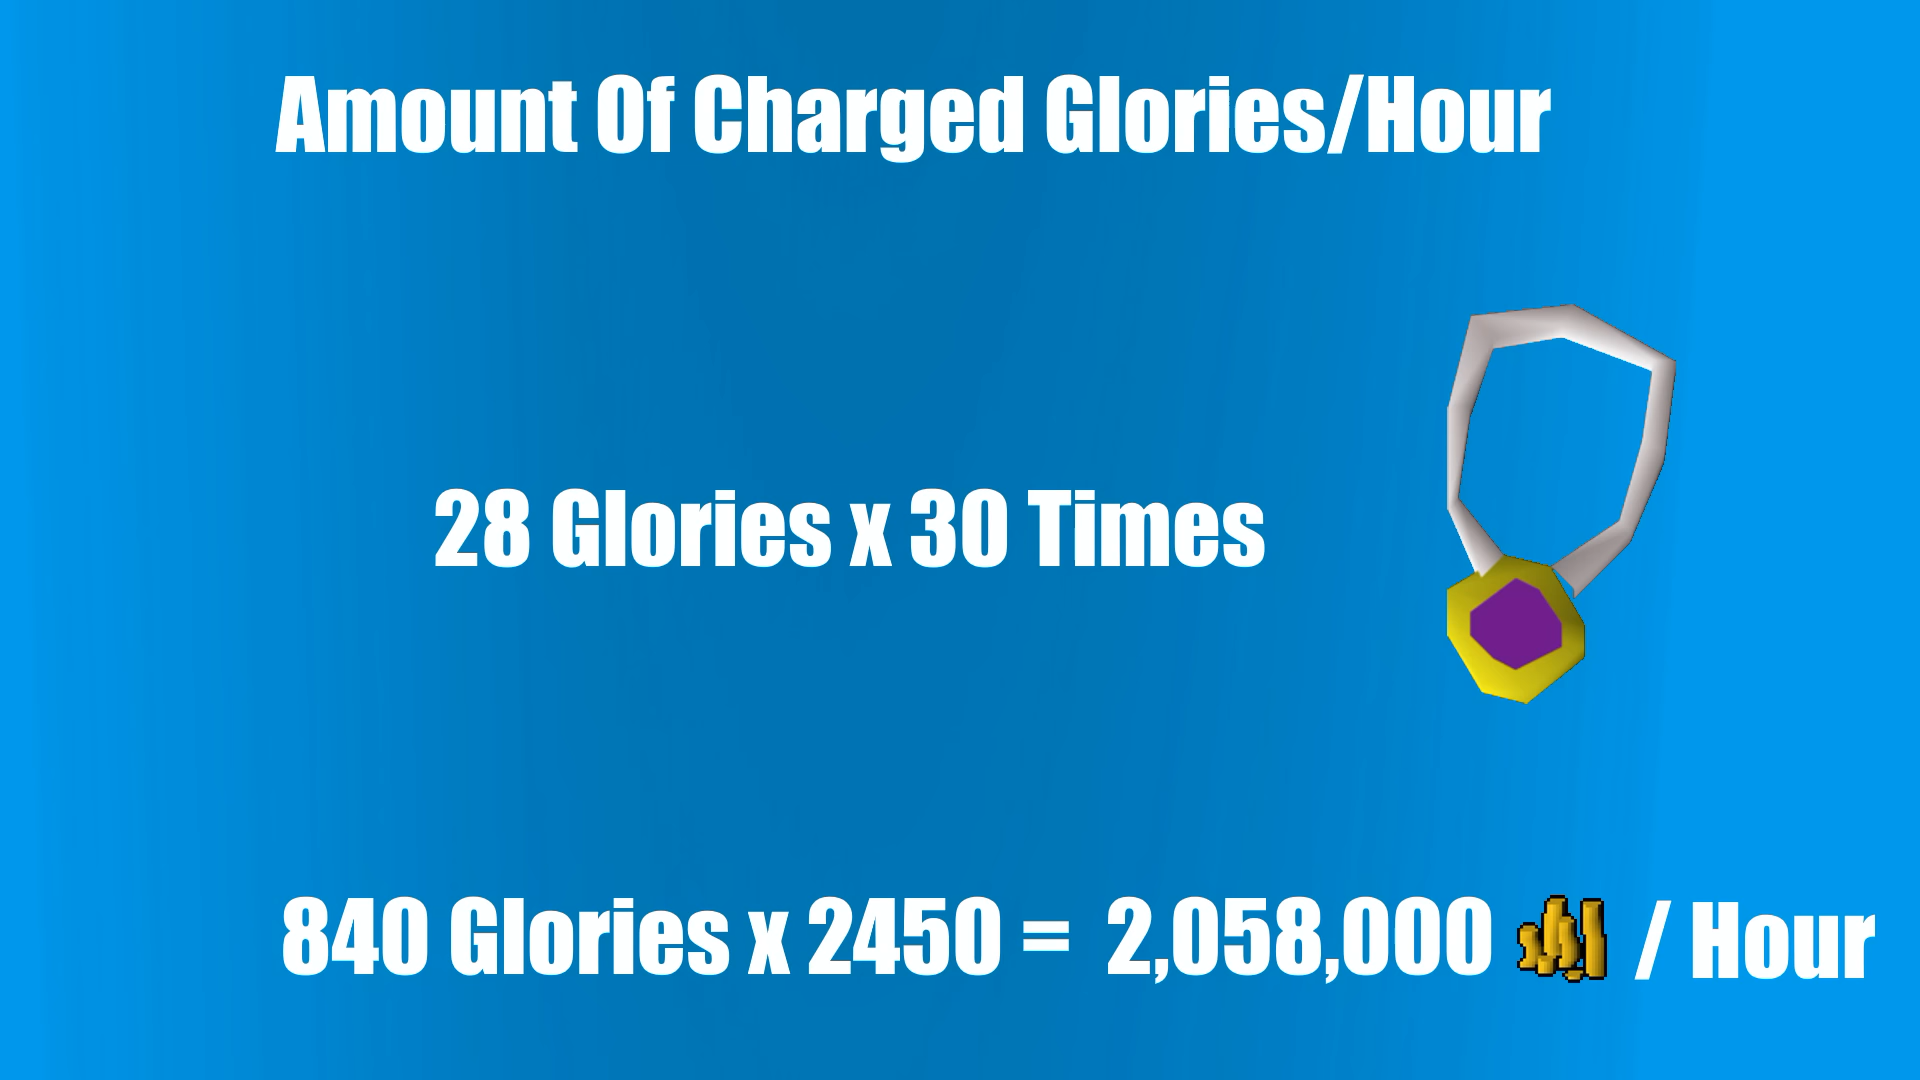 Amount Of Charged Glories/Hour
28 Glories x 30 Times
840 Glories x 2450 = 2,058,000 / Hour